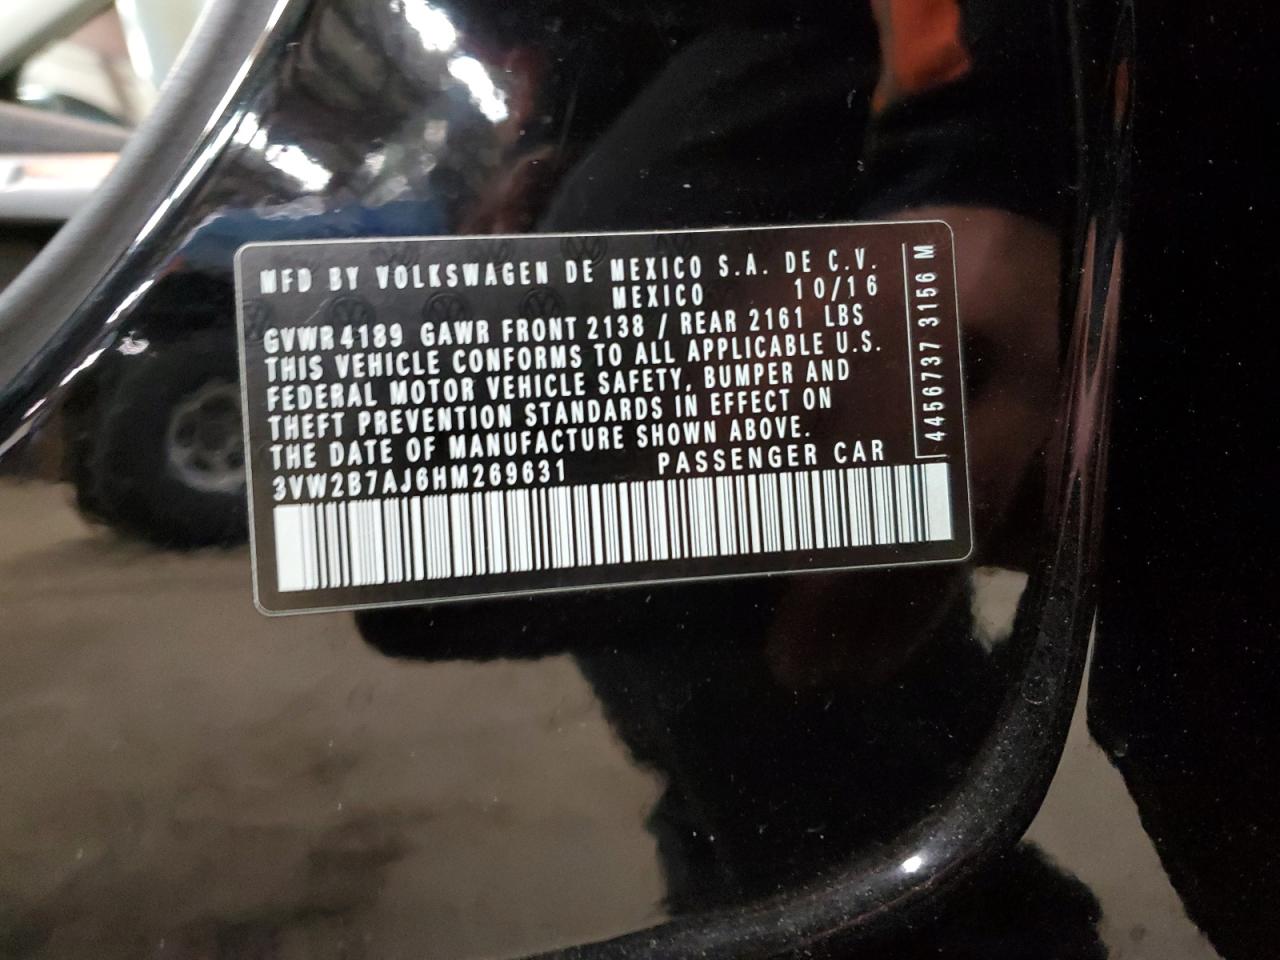 MFD BY VOLKSWAGEN DE MEXICO S.A. DE C.V.
MEXICO 10/16
GVWR 4189 GAWR FRONT 2138 / REAR 2161 LBS
THIS VEHICLE CONFORMS TO ALL APPLICABLE U.S.
FEDERAL MOTOR VEHICLE SAFETY, BUMPER AND
THEFT PREVENTION STANDARDS IN EFFECT ON
THE DATE OF MANUFACTURE SHOWN ABOVE.
3VW2B7AJ6HM269631 PASSENGER CAR
4456737 3156 M